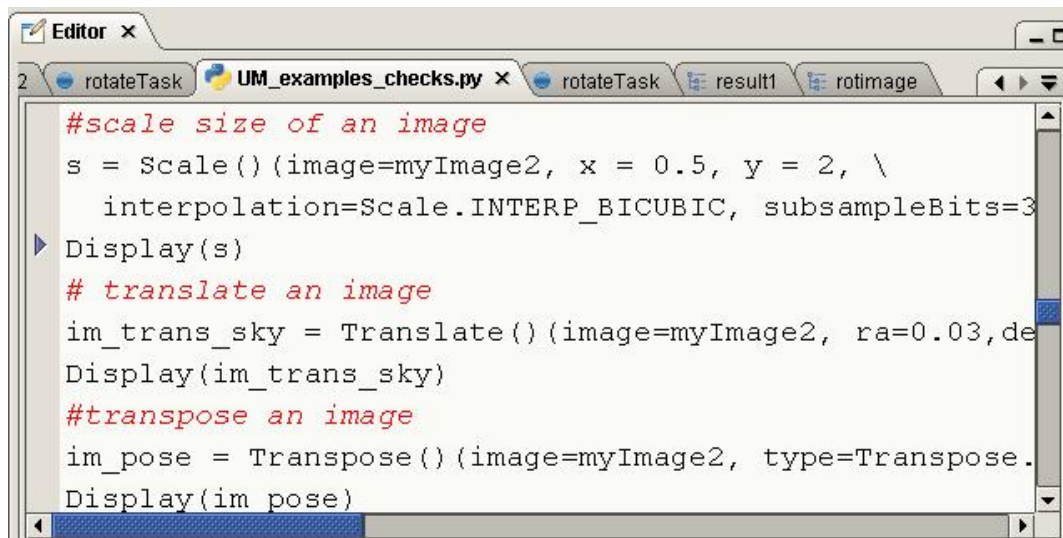 Editor
2 rotateTask UM_examples_checks.py rotateTask result1 rotimage
#scale size of an image
s = Scale()(image=myImage2, x = 0.5, y = 2, \
interpolation=Scale.INTERP_BICUBIC, subsampleBits=3
Display(s)
# translate an image
im_trans_sky = Translate()(image=myImage2, ra=0.03,de
Display(im_trans_sky)
#transpose an image
im_pose = Transpose()(image=myImage2, type=Transpose.
Display(im_pose)